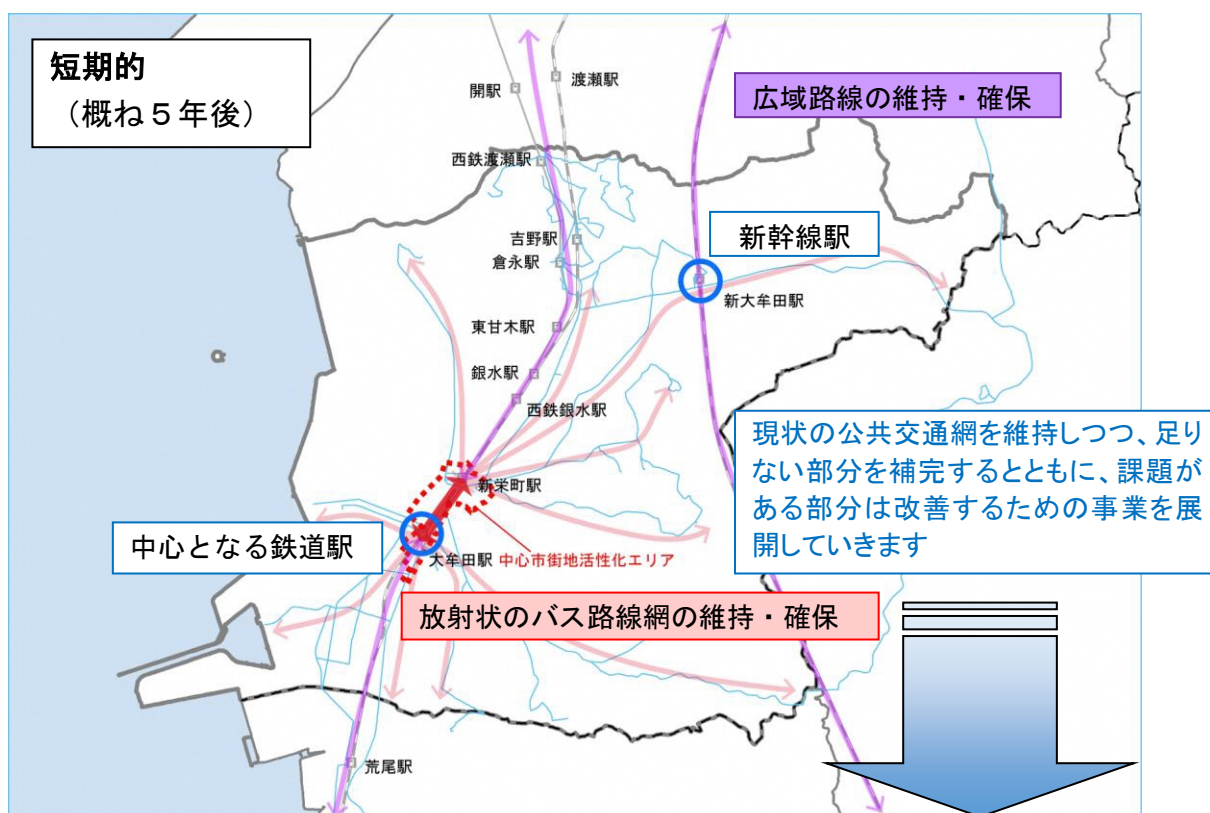 短期的
（概ね５年後）
渡瀬駅
開駅
広域路線の維持・確保
西鉄渡瀬駅
吉野駅
新幹線駅
倉永駅
新大牟田駅
東甘木駅
銀水駅
西鉄銀水駅
現状の公共交通網を維持しつつ、足り
ない部分を補完するとともに、課題が
ある部分は改善するための事業を展
開していきます
新栄町駅
中心となる鉄道駅
大牟田駅
中心市街地活性化エリア
放射状のバス路線網の維持・確保
荒尾駅